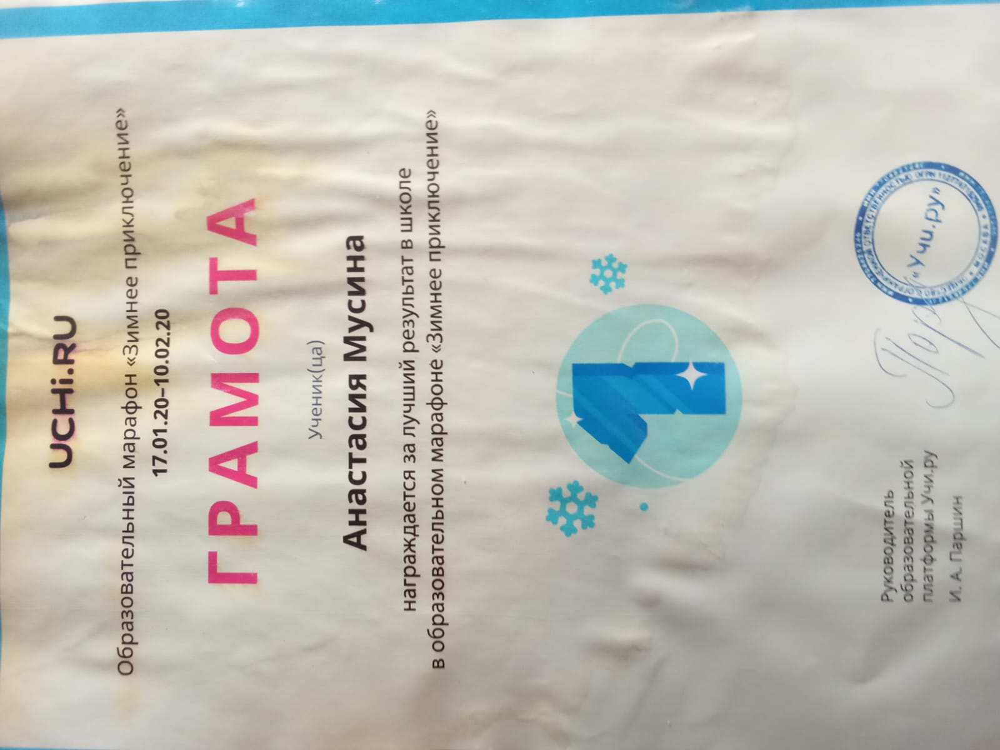 UCHi.RU
Образовательный марафон «Зимнее приключение»
17.01.20–10.02.20
ГРАМОТА
Ученик(ца)
Анастасия Мусина
награждается за лучший результат в школе
в образовательном марафоне «Зимнее приключение»
1
Руководитель
образовательной
платформы Учи.ру
И. А. Паршин
«Учи.ру»